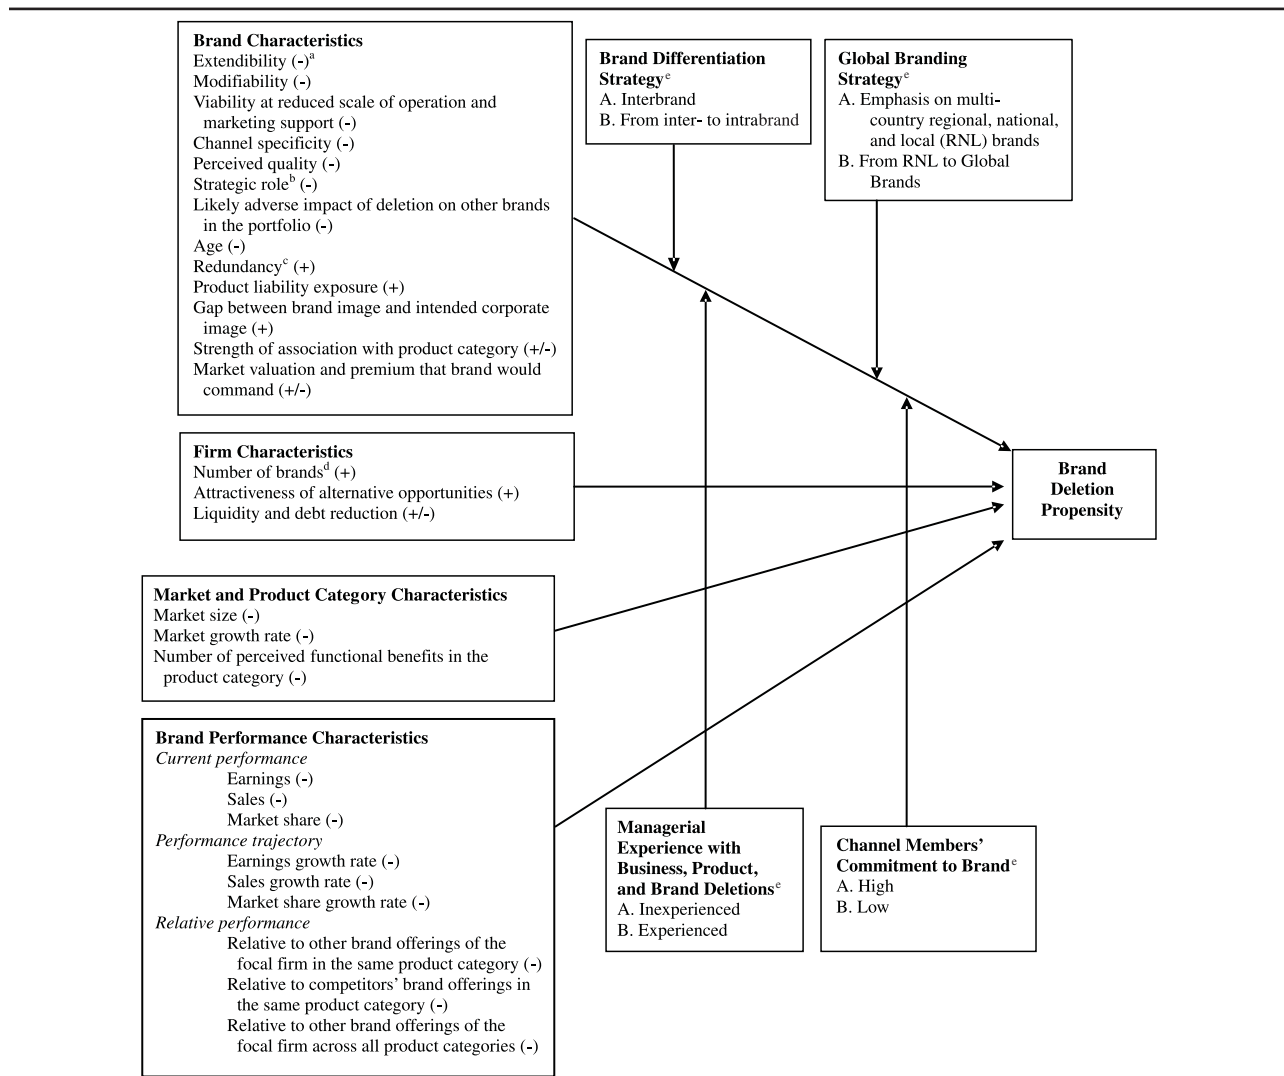 Brand Characteristics
Extendibility (-)a
Modifiability (-)
Viability at reduced scale of operation and
marketing support (-)
Channel specificity (-)
Perceived quality (-)
Strategic roleb (-)
Likely adverse impact of deletion on other brands
in the portfolio (-)
Age (-)
Redundancyc (+)
Product liability exposure (+)
Gap between brand image and intended corporate
image (+)
Strength of association with product category (+/-)
Market valuation and premium that brand would
command (+/-)
Brand Differentiation
Strategye
A. Interbrand
B. From inter- to intrabrand
Global Branding
Strategye
A. Emphasis on multi-
country regional, national,
and local (RNL) brands
B. From RNL to Global
Brands
Firm Characteristics
Number of brandsd (+)
Attractiveness of alternative opportunities (+)
Liquidity and debt reduction (+/-)
Brand
Deletion
Propensity
Market and Product Category Characteristics
Market size (-)
Market growth rate (-)
Number of perceived functional benefits in the
product category (-)
Brand Performance Characteristics
Current performance
Earnings (-)
Sales (-)
Market share (-)
Performance trajectory
Earnings growth rate (-)
Sales growth rate (-)
Market share growth rate (-)
Relative performance
Relative to other brand offerings of the
focal firm in the same product category (-)
Relative to competitors' brand offerings in
the same product category (-)
Relative to other brand offerings of the
focal firm across all product categories (-)
Managerial
Experience with
Business, Product,
and Brand Deletionse
A. Inexperienced
B. Experienced
Channel Members'
Commitment to Brande
A. High
B. Low